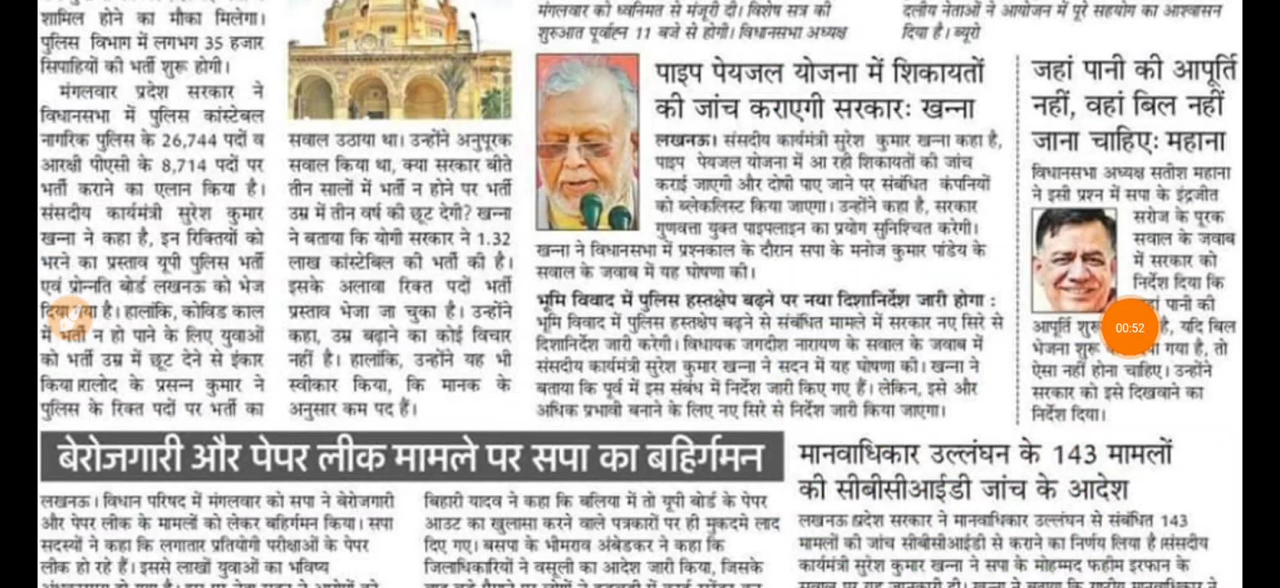 शामिल होने का मौका मिलेगा।
पुलिस विभाग में लगभग 35 हजार
सिपाहियों की भर्ती शुरू होगी।
मंगलवार प्रदेश सरकार ने
विधानसभा में पुलिस कांस्टेबल
नागरिक पुलिस के 26,744 पदों व
आरक्षी पीएसी के 8,714 पदों पर
भर्ती कराने का एलान किया है।
संसदीय कार्यमंत्री सुरेश कुमार
खन्ना ने कहा है, इन रिक्तियों को
भरने का प्रस्ताव यूपी पुलिस भर्ती
एवं प्रोन्नति बोर्ड लखनऊ को भेज
दिया गया है। हालांकि, कोविड काल
में भर्ती न हो पाने के लिए युवाओं
को भर्ती उम्र में छूट देने से इंकार
किया।रालोद के प्रसन्न कुमार ने
पुलिस के रिक्त पदों पर भर्ती का
सवाल उठाया था। उन्होंने अनुपूरक
सवाल किया था, क्या सरकार बीते
तीन सालों में भर्ती न होने पर भर्ती
उम्र में तीन वर्ष की छूट देगी? खन्ना
ने बताया कि योगी सरकार ने 1.32
लाख कांस्टेबिल की भर्ती की है।
इसके अलावा रिक्त पदों भर्ती
प्रस्ताव भेजा जा चुका है। उन्होंने
कहा, उम्र बढ़ाने का कोई विचार
नहीं है। हालांकि, उन्होंने यह भी
स्वीकार किया, कि मानक के
अनुसार कम पद हैं।
मंगलवार को ध्वनिमत से मंजूरी दी। विशेष सत्र की
शुरुआत पूर्वाह्न 11 बजे से होगी। विधानसभा अध्यक्ष
दलीय नेताओं ने आयोजन में पूरे सहयोग का आश्वासन
दिया है। ब्यूरो
पाइप पेयजल योजना में शिकायतों
की जांच कराएगी सरकार: खन्ना
लखनऊ। संसदीय कार्यमंत्री सुरेश कुमार खन्ना कहा है,
पाइप पेयजल योजना में आ रही शिकायतों की जांच
कराई जाएगी और दोषी पाए जाने पर संबंधित कंपनियों
को ब्लेकलिस्ट किया जाएगा। उन्होंने कहा है, सरकार
गुणवत्ता युक्त पाइपलाइन का प्रयोग सुनिश्चित करेगी।
खन्ना ने विधानसभा में प्रश्नकाल के दौरान सपा के मनोज कुमार पांडेय के
सवाल के जवाब में यह घोषणा की।
भूमि विवाद में पुलिस हस्तक्षेप बढ़ने पर नया दिशानिर्देश जारी होगा :
भूमि विवाद में पुलिस हस्तक्षेप बढ़ने से संबंधित मामले में सरकार नए सिरे से
दिशानिर्देश जारी करेगी। विधायक जगदीश नारायण के सवाल के जवाब में
संसदीय कार्यमंत्री सुरेश कुमार खन्ना ने सदन में यह घोषणा की। खन्ना ने
बताया कि पूर्व में इस संबंध में निर्देश जारी किए गए हैं। लेकिन, इसे और
अधिक प्रभावी बनाने के लिए नए सिरे से निर्देश जारी किया जाएगा।
जहां पानी की आपूर्ति
नहीं, वहां बिल नहीं
जाना चाहिए: महाना
विधानसभा अध्यक्ष सतीश महाना
ने इसी प्रश्न में सपा के इंद्रजीत
सरोज के पूरक
सवाल के जवाब
में सरकार को
निर्देश दिया कि
पानी की
आपूर्ति है, यदि बिल
भेजना शुरू गया है, तो
ऐसा नहीं होना चाहिए। उन्होंने
सरकार को इसे दिखवाने का
निर्देश दिया।
00:52
बेरोजगारी और पेपर लीक मामले पर सपा का बहिर्गमन
लखनऊ। विधान परिषद में मंगलवार को सपा ने बेरोजगारी
और पेपर लीक के मामलों को लेकर बहिर्गमन किया। सपा
सदस्यों ने कहा कि लगातार प्रतियोगी परीक्षाओं के पेपर
लीक हो रहे हैं। इससे लाखों युवाओं का भविष्य
बिहारी यादव ने कहा कि बलिया में तो यूपी बोर्ड के पेपर
आउट का खुलासा करने वाले पत्रकारों पर ही मुकदमे लाद
दिए गए। बसपा के भीमराव अंबेडकर ने कहा कि
जिलाधिकारियों ने वसूली का आदेश जारी किया, जिसके
मानवाधिकार उल्लंघन के 143 मामलों
की सीबीसीआईडी जांच के आदेश
लखनऊ।प्रदेश सरकार ने मानवाधिकार उल्लंघन से संबंधित 143
मामलों की जांच सीबीसीआईडी से कराने का निर्णय लिया है।संसदीय
कार्यमंत्री सुरेश कुमार खन्ना ने सपा के मोहम्मद फहीम इरफान के